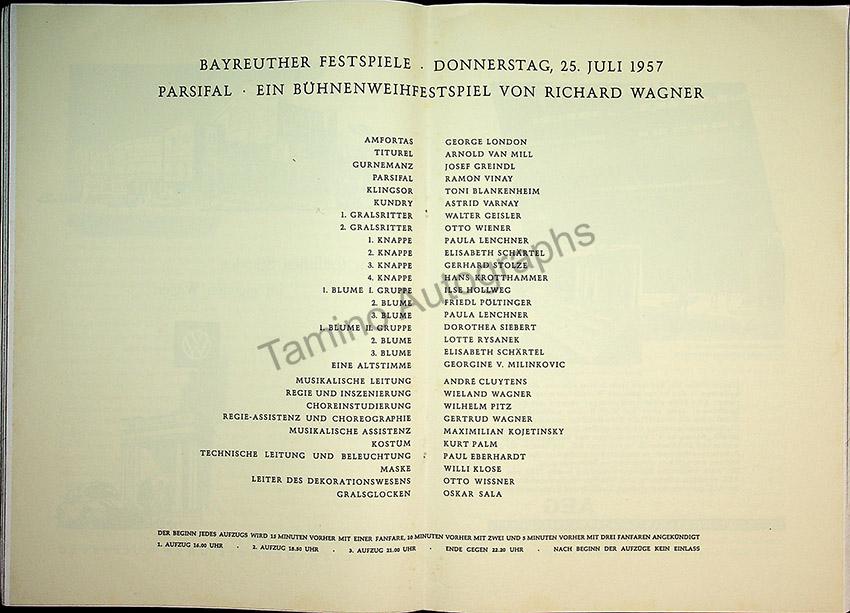 BAYREUTHER FESTSPIELE . DONNERSTAG, 25. JULI 1957
PARSIFAL · EIN BÜHNENWEIHFESTSPIEL VON RICHARD WAGNER
AMFORTAS GEORGE LONDON
TITUREL ARNOLD VAN MILL
GURNEMANZ JOSEF GREINDL
PARSIFAL RAMON VINAY
KLINGSOR TONI BLANKENHEIM
KUNDRY ASTRID VARNAY
1. GRALSRITTER WALTER GEISLER
2. GRALSRITTER OTTO WIENER
1. KNAPPE PAULA LENCHNER
2. KNAPPE ELISABETH SCHÄRTEL
3. KNAPPE GERHARD STOLZE
4. KNAPPE HANS KROTTHAMMER
1. BLUME I. GRUPPE ILSE HOLLWEG
2. BLUME FRIEDL PÖLTINGER
3. BLUME PAULA LENCHNER
1. BLUME II. GRUPPE DOROTHEA SIEBERT
2. BLUME LOTTE RYSANEK
3. BLUME ELISABETH SCHÄRTEL
EINE ALTSTIMME GEORGINE V. MILINKOVIC
MUSIKALISCHE LEITUNG ANDRÉ CLUYTENS
REGIE UND INSZENIERUNG WIELAND WAGNER
CHOREINSTUDIERUNG WILHELM PITZ
REGIE-ASSISTENZ UND CHOREOGRAPHIE GERTRUD WAGNER
MUSIKALISCHE ASSISTENZ MAXIMILIAN KOJETINSKY
KOSTÜM KURT PALM
TECHNISCHE LEITUNG UND BELEUCHTUNG PAUL EBERHARDT
MASKE WILLI KLOSE
LEITER DES DEKORATIONSWESENS OTTO WISSNER
GRALSGLOCKEN OSKAR SALA
DER BEGINN JEDES AUFZUGS WIRD 15 MINUTEN VORHER MIT EINER FANFARE, 10 MINUTEN VORHER MIT ZWEI UND 5 MINUTEN VORHER MIT DREI FANFAREN ANGEKÜNDIGT
1. AUFZUG 16.00 UHR · 2. AUFZUG 18.50 UHR · 3. AUFZUG 21.00 UHR · ENDE GEGEN 22.20 UHR · NACH BEGINN DER AUFZÜGE KEIN EINLASS
Tamino Autographs